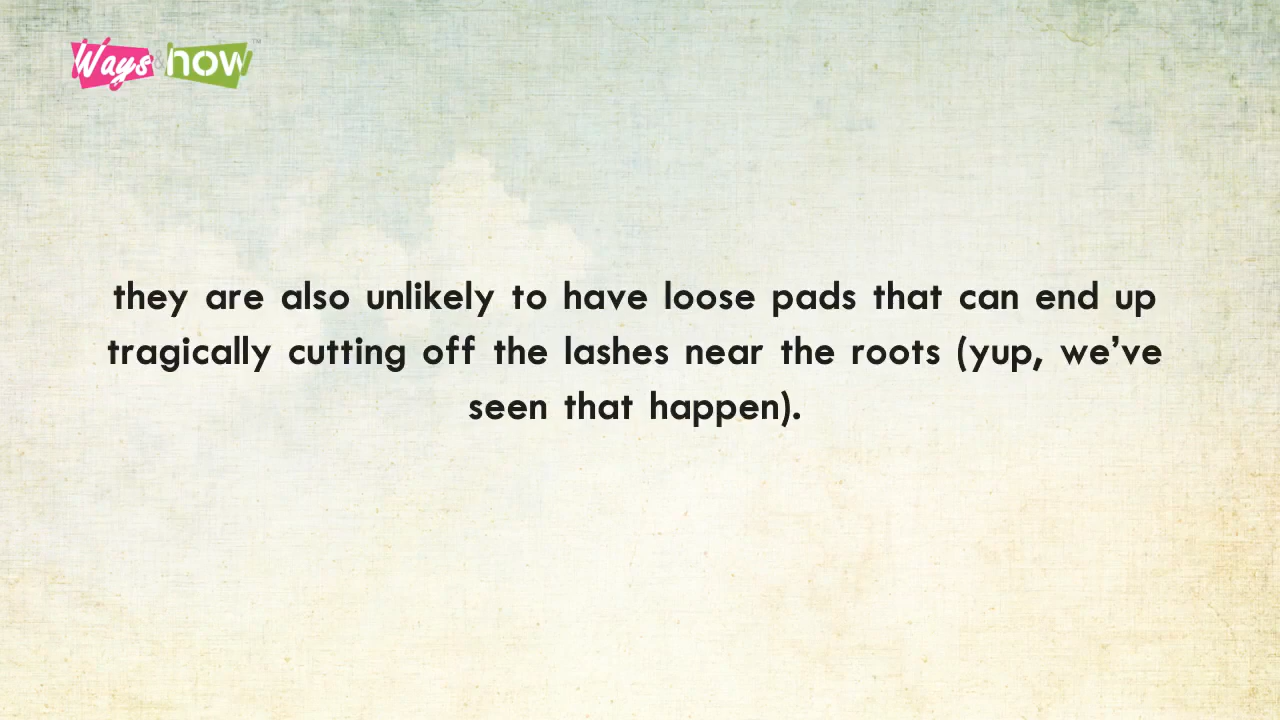 Ways & how™
they are also unlikely to have loose pads that can end up
tragically cutting off the lashes near the roots (yup, we’ve
seen that happen).